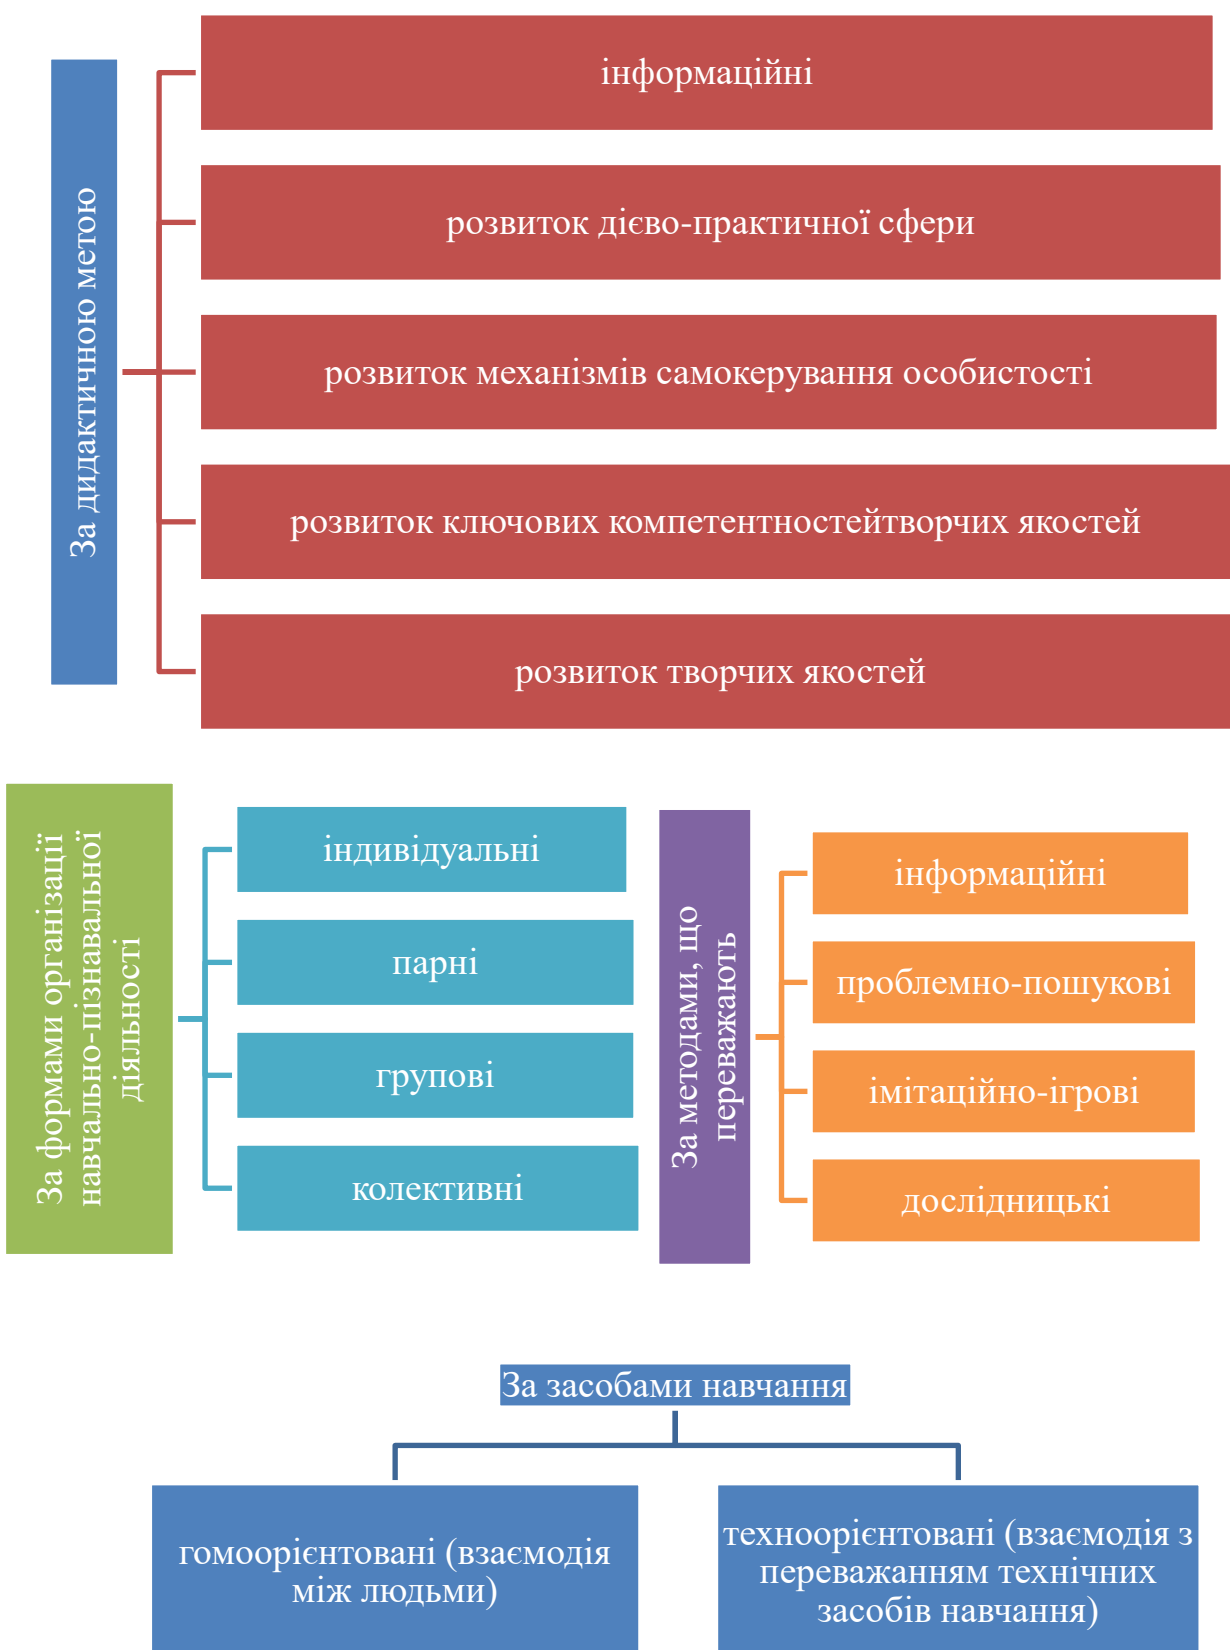 За дидактичною метою
інформаційні
розвиток дієво-практичної сфери
розвиток механізмів самокерування особистості
розвиток ключових компетентностейтворчих якостей
розвиток творчих якостей
За формами організації
навчально-пізнавальної
діяльності
індивідуальні
парні
групові
колективні
За методами, що
переважають
інформаційні
проблемно-пошукові
імітаційно-ігрові
дослідницькі
За засобами навчання
гомоорієнтовані (взаємодія
між людьми)
техноорієнтовані (взаємодія з
переважанням технічних
засобів навчання)